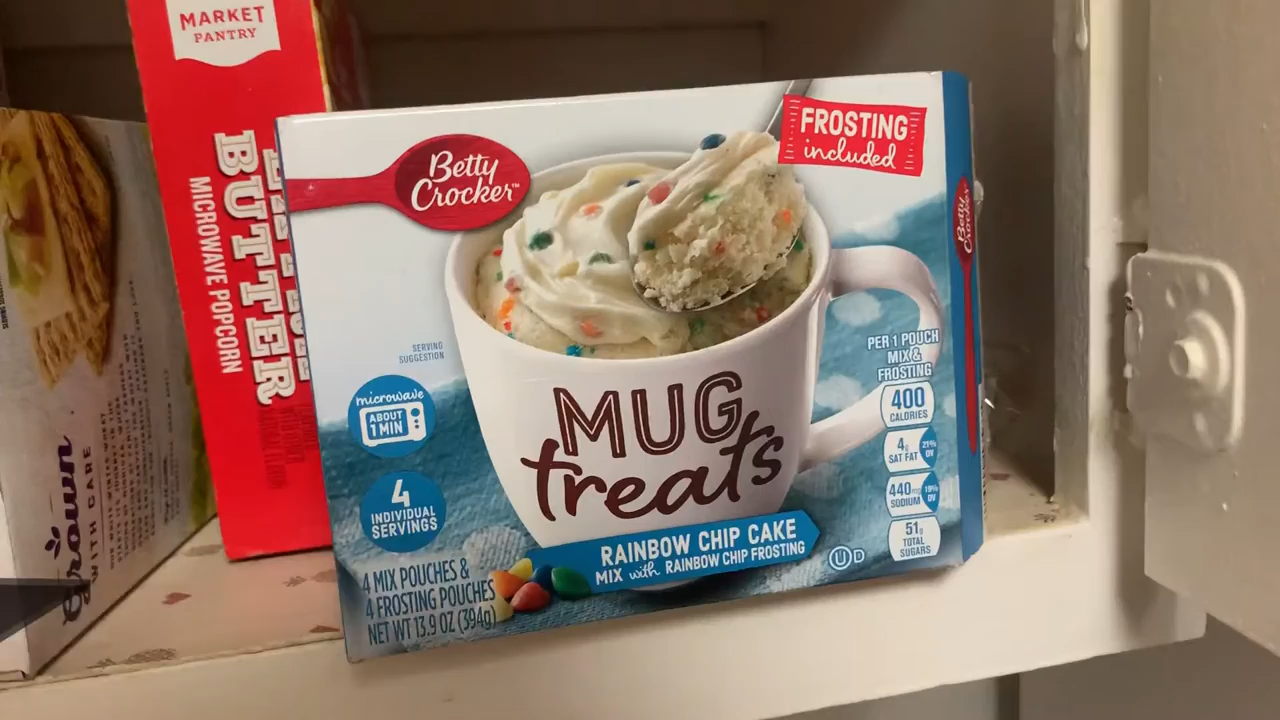 MARKET
PANTRY
BUTTER
MICROWAVE POPCORN
Betty
Crocker™
FROSTING
included
Betty
Crocker
SERVING
SUGGESTION
microwave
ABOUT
1 MIN
4
INDIVIDUAL
SERVINGS
MUG
treats
PER 1 POUCH
MIX &
FROSTING
400
CALORIES
4g
SAT FAT
21%
DV
440mg
SODIUM
19%
DV
51g
TOTAL
SUGARS
RAINBOW CHIP CAKE
MIX with RAINBOW CHIP FROSTING
U D
4 MIX POUCHES &
4 FROSTING POUCHES
NET WT 13.9 OZ (394g)
Grown
WITH CARE